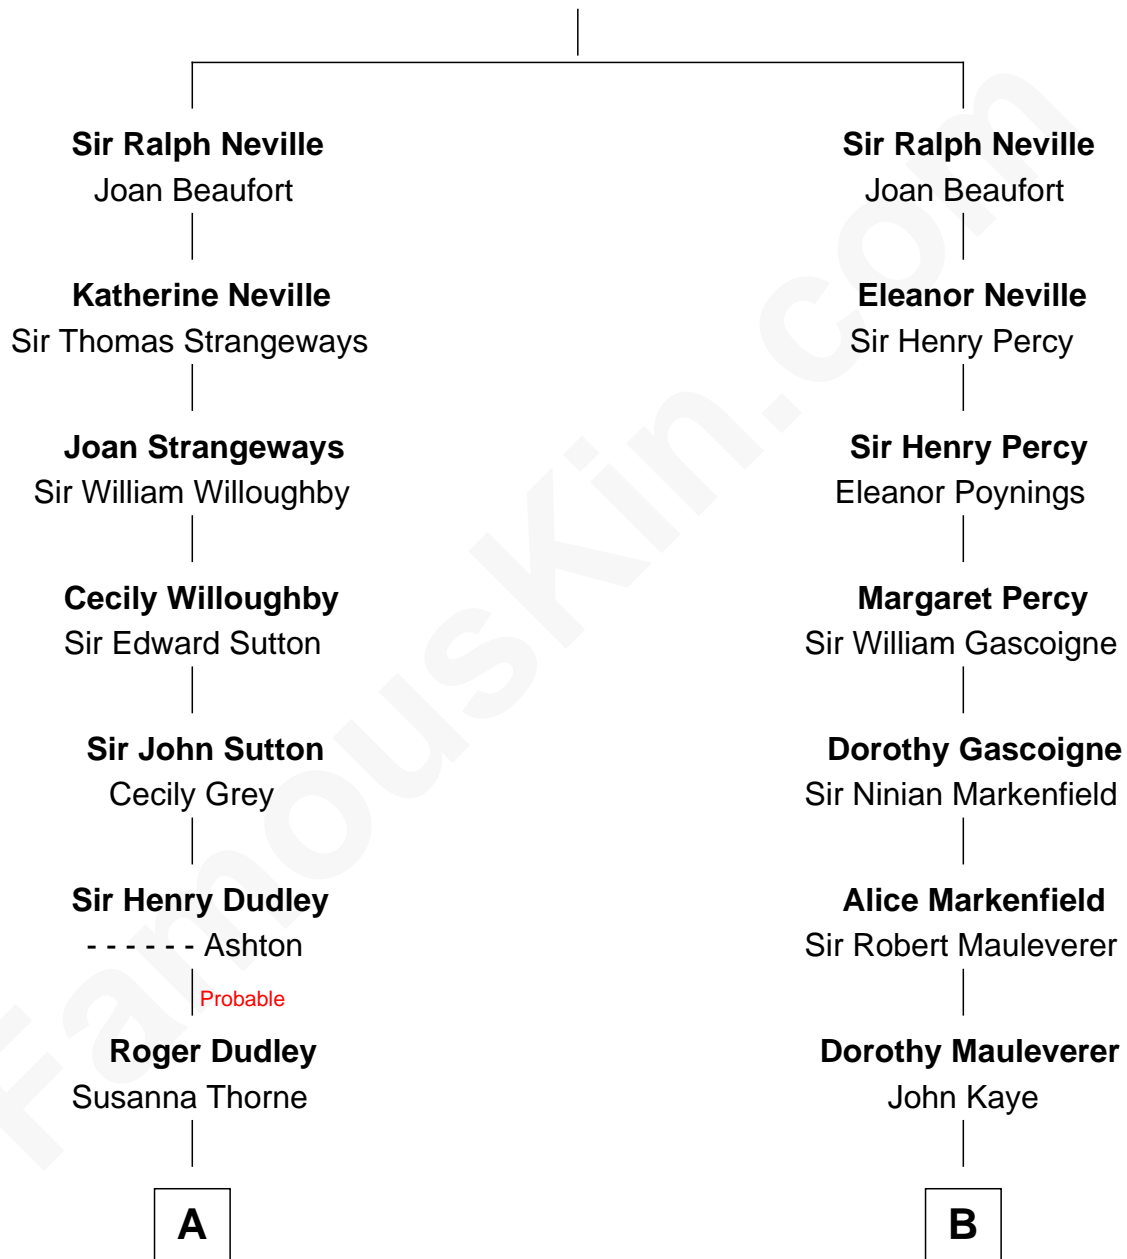 Sir Ralph Neville
Joan Beaufort
Katherine Neville
Sir Thomas Strangeways
Joan Strangeways
Sir William Willoughby
Cecily Willoughby
Sir Edward Sutton
Sir John Sutton
Cecily Grey
Sir Henry Dudley
- - - - - - Ashton
Probable
Roger Dudley
Susanna Thorne
A
Sir Ralph Neville
Joan Beaufort
Eleanor Neville
Sir Henry Percy
Sir Henry Percy
Eleanor Poynings
Margaret Percy
Sir William Gascoigne
Dorothy Gascoigne
Sir Ninian Markenfield
Alice Markenfield
Sir Robert Mauleverer
Dorothy Mauleverer
John Kaye
B
FamousKin.com